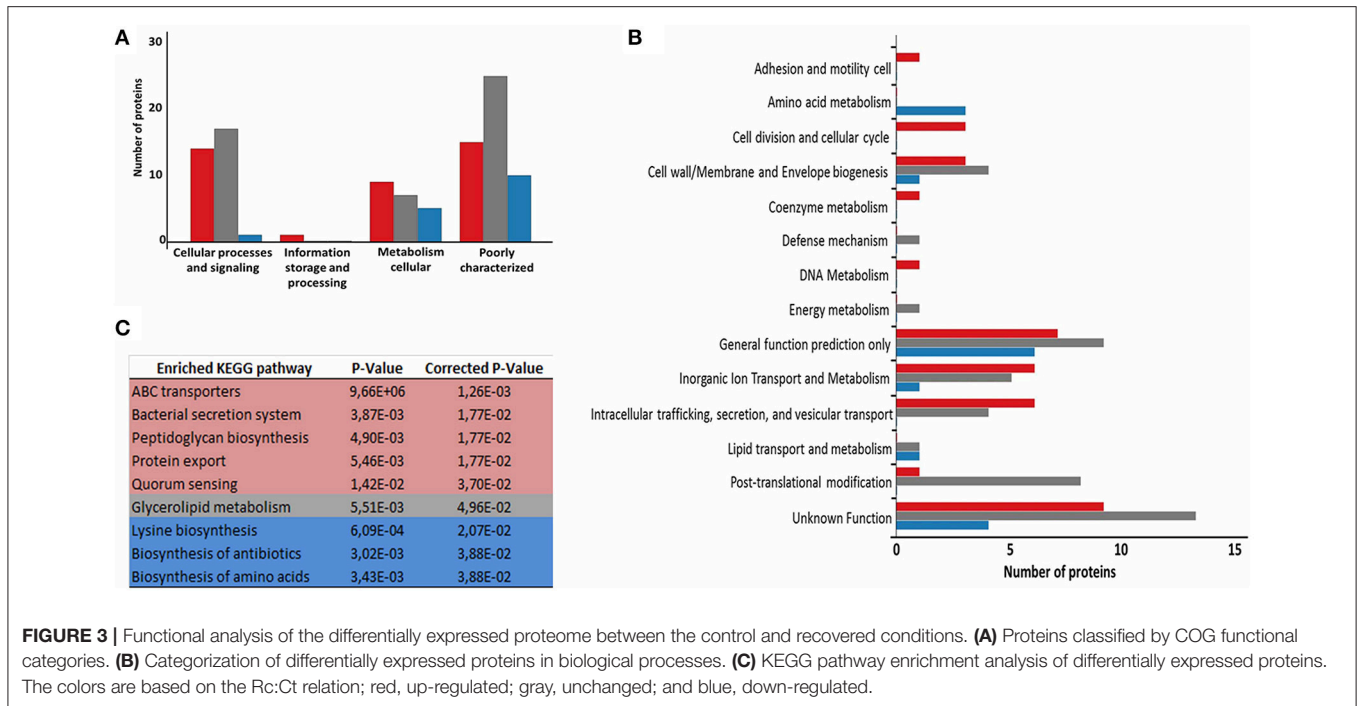 A
30
20
10
0
Number of proteins
Cellular processes
and signaling
Information
storage and
processing
Metabolism
cellular
Poorly
characterized
B
Adhesion and motility cell
Amino acid metabolism
Cell division and cellular cycle
Cell wall/Membrane and Envelope biogenesis
Coenzyme metabolism
Defense mechanism
DNA Metabolism
Energy metabolism
General function prediction only
Inorganic Ion Transport and Metabolism
Intracellular trafficking, secretion, and vesicular transport
Lipid transport and metabolism
Post-translational modification
Unknown Function
0 5 10 15
Number of proteins
C
Enriched KEGG pathway P-Value Corrected P-Value
ABC transporters 9,66E+06 1,26E-03
Bacterial secretion system 3,87E-03 1,77E-02
Peptidoglycan biosynthesis 4,90E-03 1,77E-02
Protein export 5,46E-03 1,77E-02
Quorum sensing 1,42E-02 3,70E-02
Glycerolipid metabolism 5,51E-03 4,96E-02
Lysine biosynthesis 6,09E-04 2,07E-02
Biosynthesis of antibiotics 3,02E-03 3,88E-02
Biosynthesis of amino acids 3,43E-03 3,88E-02
FIGURE 3 | Functional analysis of the differentially expressed proteome between the control and recovered conditions. (A) Proteins classified by COG functional
categories. (B) Categorization of differentially expressed proteins in biological processes. (C) KEGG pathway enrichment analysis of differentially expressed proteins.
The colors are based on the Rc:Ct relation; red, up-regulated; gray, unchanged; and blue, down-regulated.